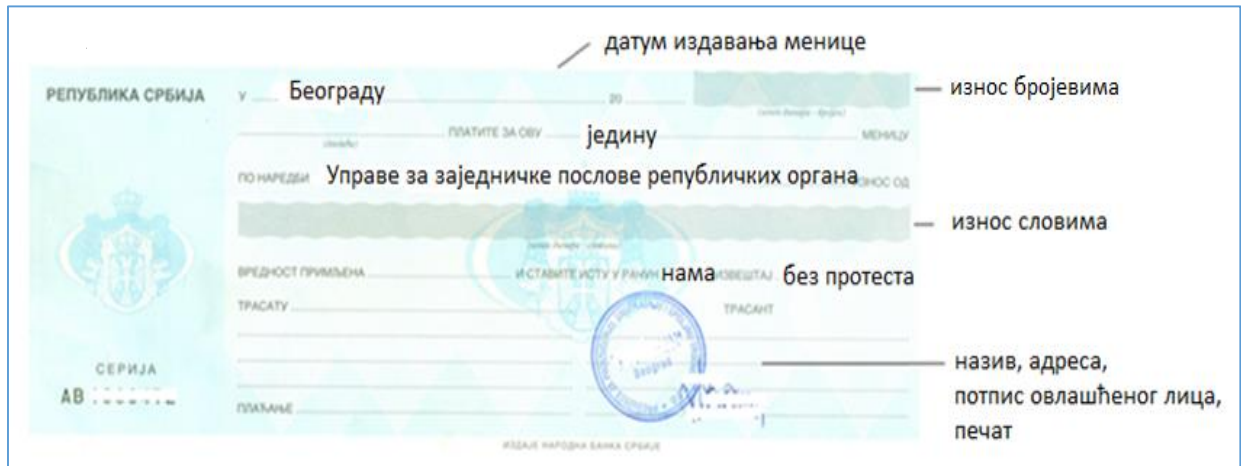 датум издавања менице
РЕПУБЛИКА СРБИЈА У Београду 20 износ бројевима
ПЛАТИТЕ ЗА ОВУ једину МЕНИЦУ
ПО НАРЕДБИ Управе за заједничке послове републичких органа ИЗНОС ОД
износ словима
ВРЕДНОСТ ПРИМЉЕНА И СТАВИТЕ ИСТУ У РАЧУН нама ИЗВЕШТАЈ без протеста
ТРАСАТУ ТРАСАНТ
Beograd
СЕРИЈА назив, адреса,
АВ потпис овлашћеног лица,
ПЛАЋАЊЕ печат
ИЗДАЈЕ НАРОДНА БАНКА СРБИЈЕ